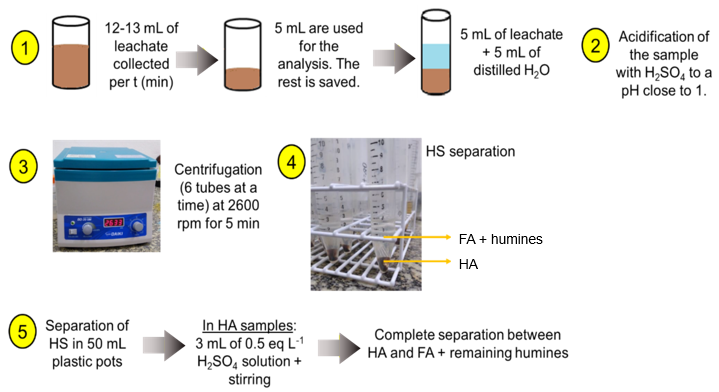 1
12-13 mL of
leachate
collected
per t (min)
5 mL are used
for the
analysis. The
rest is saved.
5 mL of leachate
+ 5 mL of
distilled H₂O
2
Acidification of
the sample
with H₂SO₄ to a
pH close to 1.
3
Centrifugation
(6 tubes at a
time) at 2600
rpm for 5 min
4
HS separation
FA + humines
HA
5
Separation of
HS in 50 mL
plastic pots
In HA samples:
3 mL of 0.5 eq L⁻¹
H₂SO₄ solution +
stirring
Complete separation between
HA and FA + remaining humines